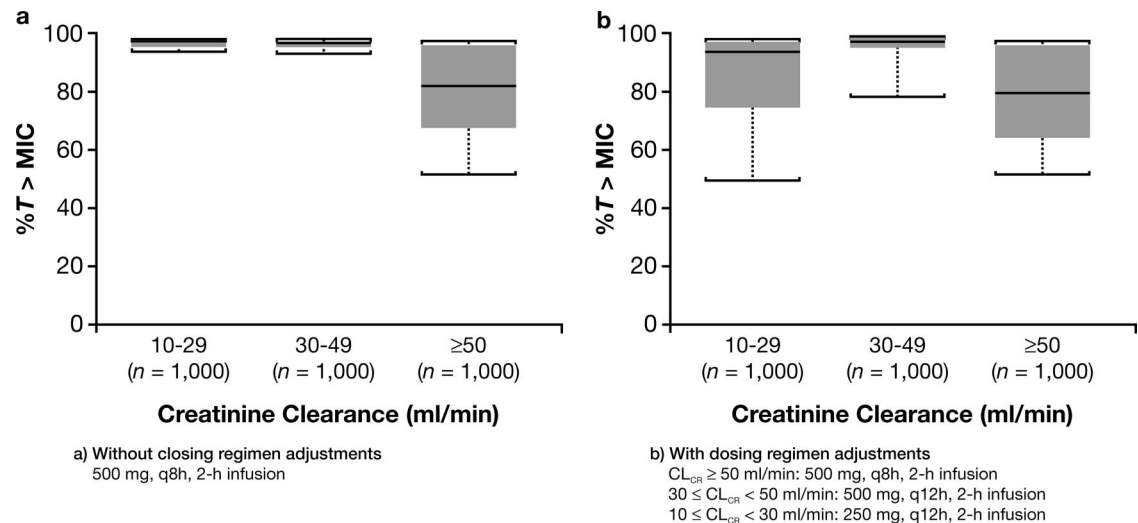 a
100
80
60
40
20
0
%T > MIC
10-29
(n = 1,000)
30-49
(n = 1,000)
≥50
(n = 1,000)
Creatinine Clearance (ml/min)
a) Without closing regimen adjustments
500 mg, q8h, 2-h infusion
b
100
80
60
40
20
0
%T > MIC
10-29
(n = 1,000)
30-49
(n = 1,000)
≥50
(n = 1,000)
Creatinine Clearance (ml/min)
b) With dosing regimen adjustments
CLCR ≥ 50 ml/min: 500 mg, q8h, 2-h infusion
30 ≤ CLCR < 50 ml/min: 500 mg, q12h, 2-h infusion
10 ≤ CLCR < 30 ml/min: 250 mg, q12h, 2-h infusion